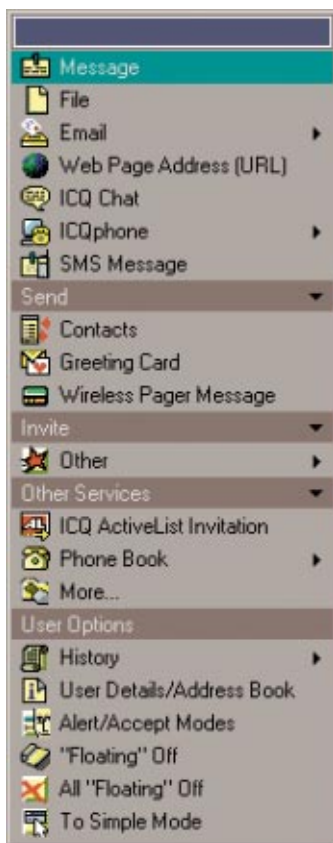 Message
File
Email
Web Page Address (URL)
ICQ Chat
ICQphone
SMS Message
Send
Contacts
Greeting Card
Wireless Pager Message
Invite
Other
Other Services
ICQ ActiveList Invitation
Phone Book
More...
User Options
History
User Details/Address Book
Alert/Accept Modes
"Floating" Off
All "Floating" Off
To Simple Mode